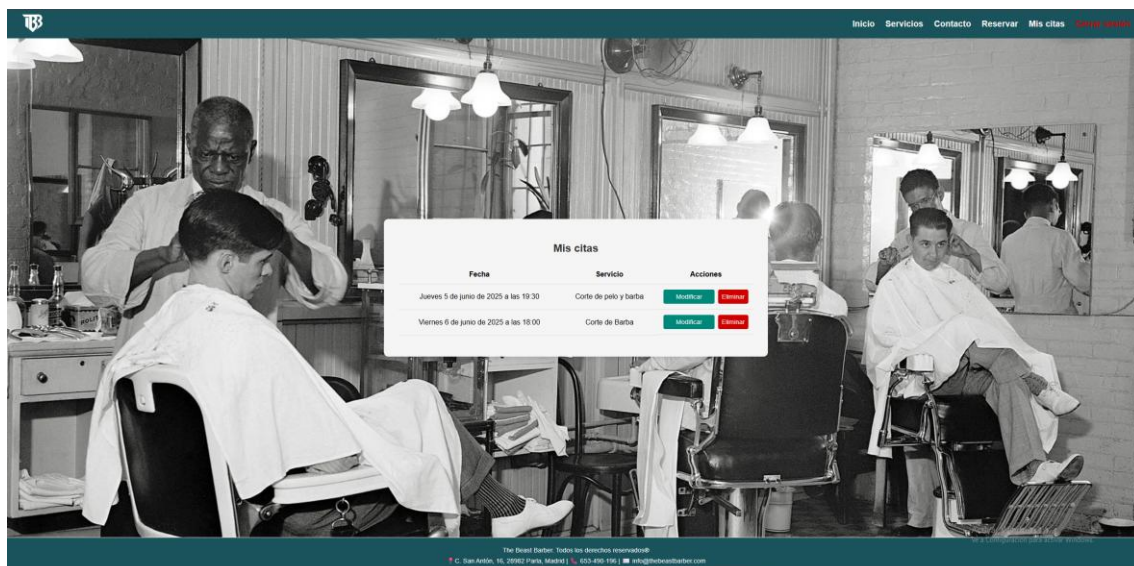 TBB
Inicio Servicios Contacto Reservar Mis citas
Mis citas
Fecha Servicio Acciones
Jueves 5 de junio de 2025 a las 19:30 Corte de pelo y barba Modificar Eliminar
Viernes 6 de junio de 2025 a las 18:00 Corte de Barba Modificar Eliminar
The Beast Barber. Todos los derechos reservados®
C. San Antón, 16, 28982 Parla, Madrid | 653-490-196 | info@thebeastbarber.com